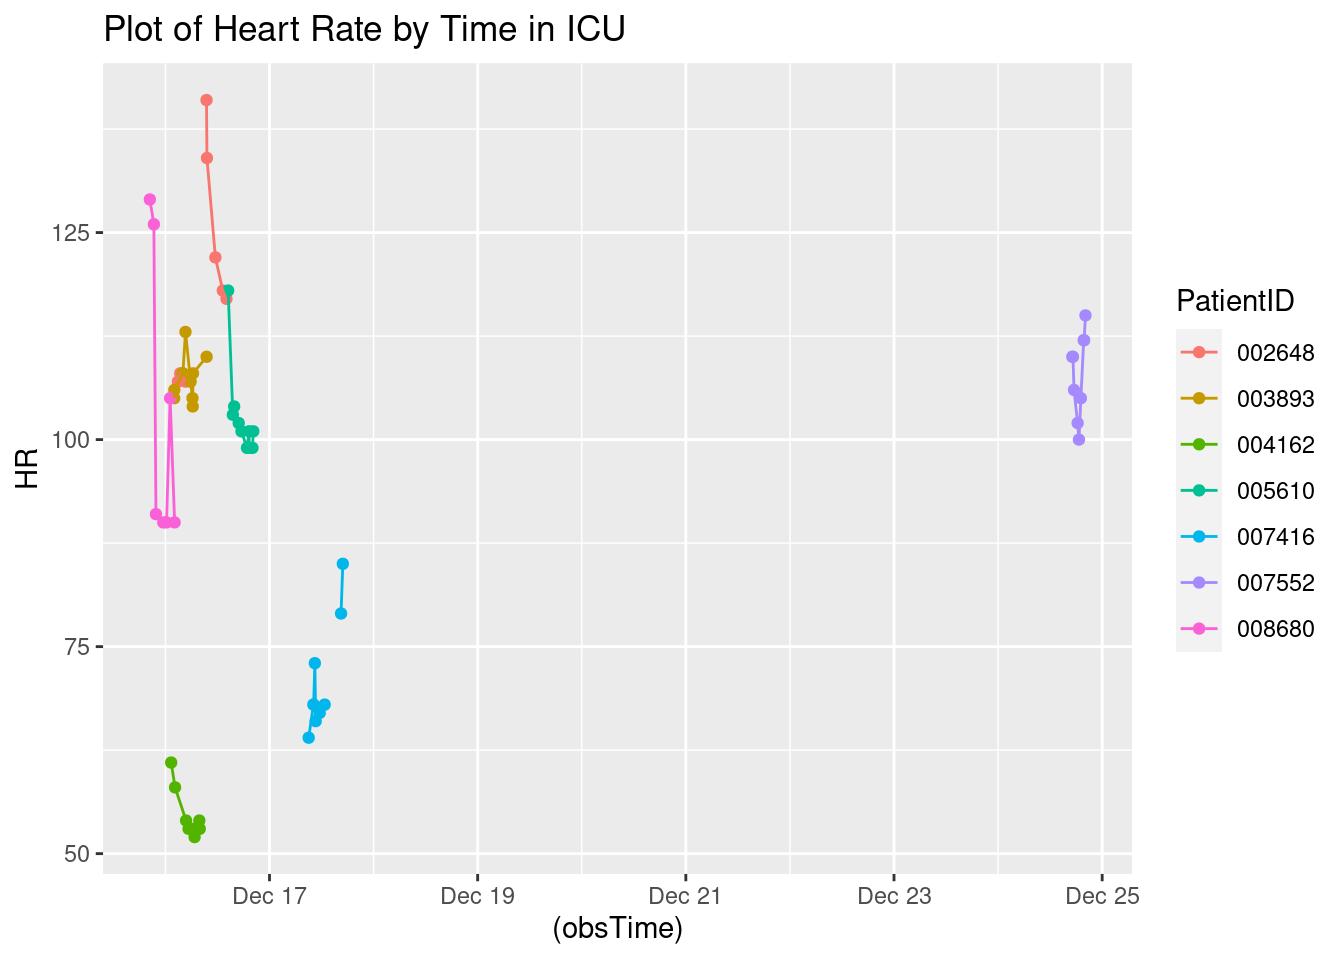 Plot of Heart Rate by Time in ICU
HR
125
100
75
50
Dec 17 Dec 19 Dec 21 Dec 23 Dec 25
(obsTime)
PatientID
002648
003893
004162
005610
007416
007552
008680